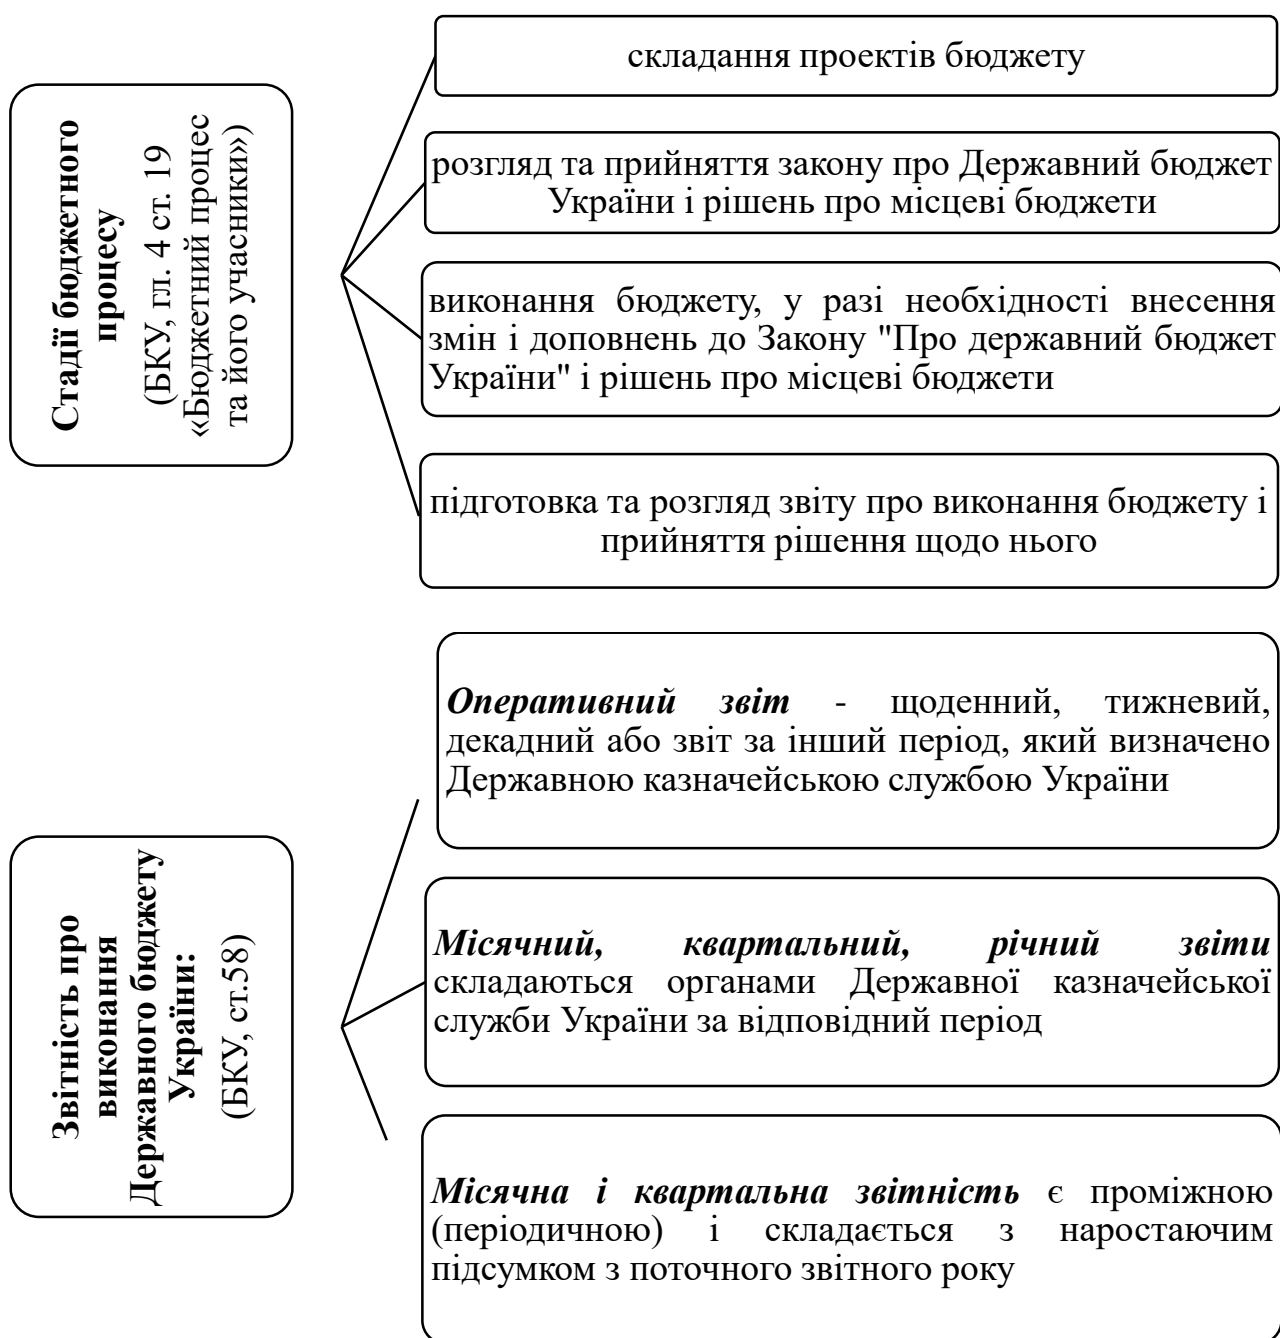 Стадії бюджетного
процесу
(БКУ, гл. 4 ст. 19
«Бюджетний процес
та його учасники»)
складання проектів бюджету
розгляд та прийняття закону про Державний бюджет
України і рішень про місцеві бюджети
виконання бюджету, у разі необхідності внесення
змін і доповнень до Закону "Про державний бюджет
України" і рішень про місцеві бюджети
підготовка та розгляд звіту про виконання бюджету і
прийняття рішення щодо нього
Звітність про
виконання
Державного бюджету
України:
(БКУ, ст.58)
Оперативний звіт - щоденний, тижневий,
декадний або звіт за інший період, який визначено
Державною казначейською службою України
Місячний, квартальний, річний звіти
складаються органами Державної казначейської
служби України за відповідний період
Місячна і квартальна звітність є проміжною
(періодичною) і складається з наростаючим
підсумком з поточного звітного року